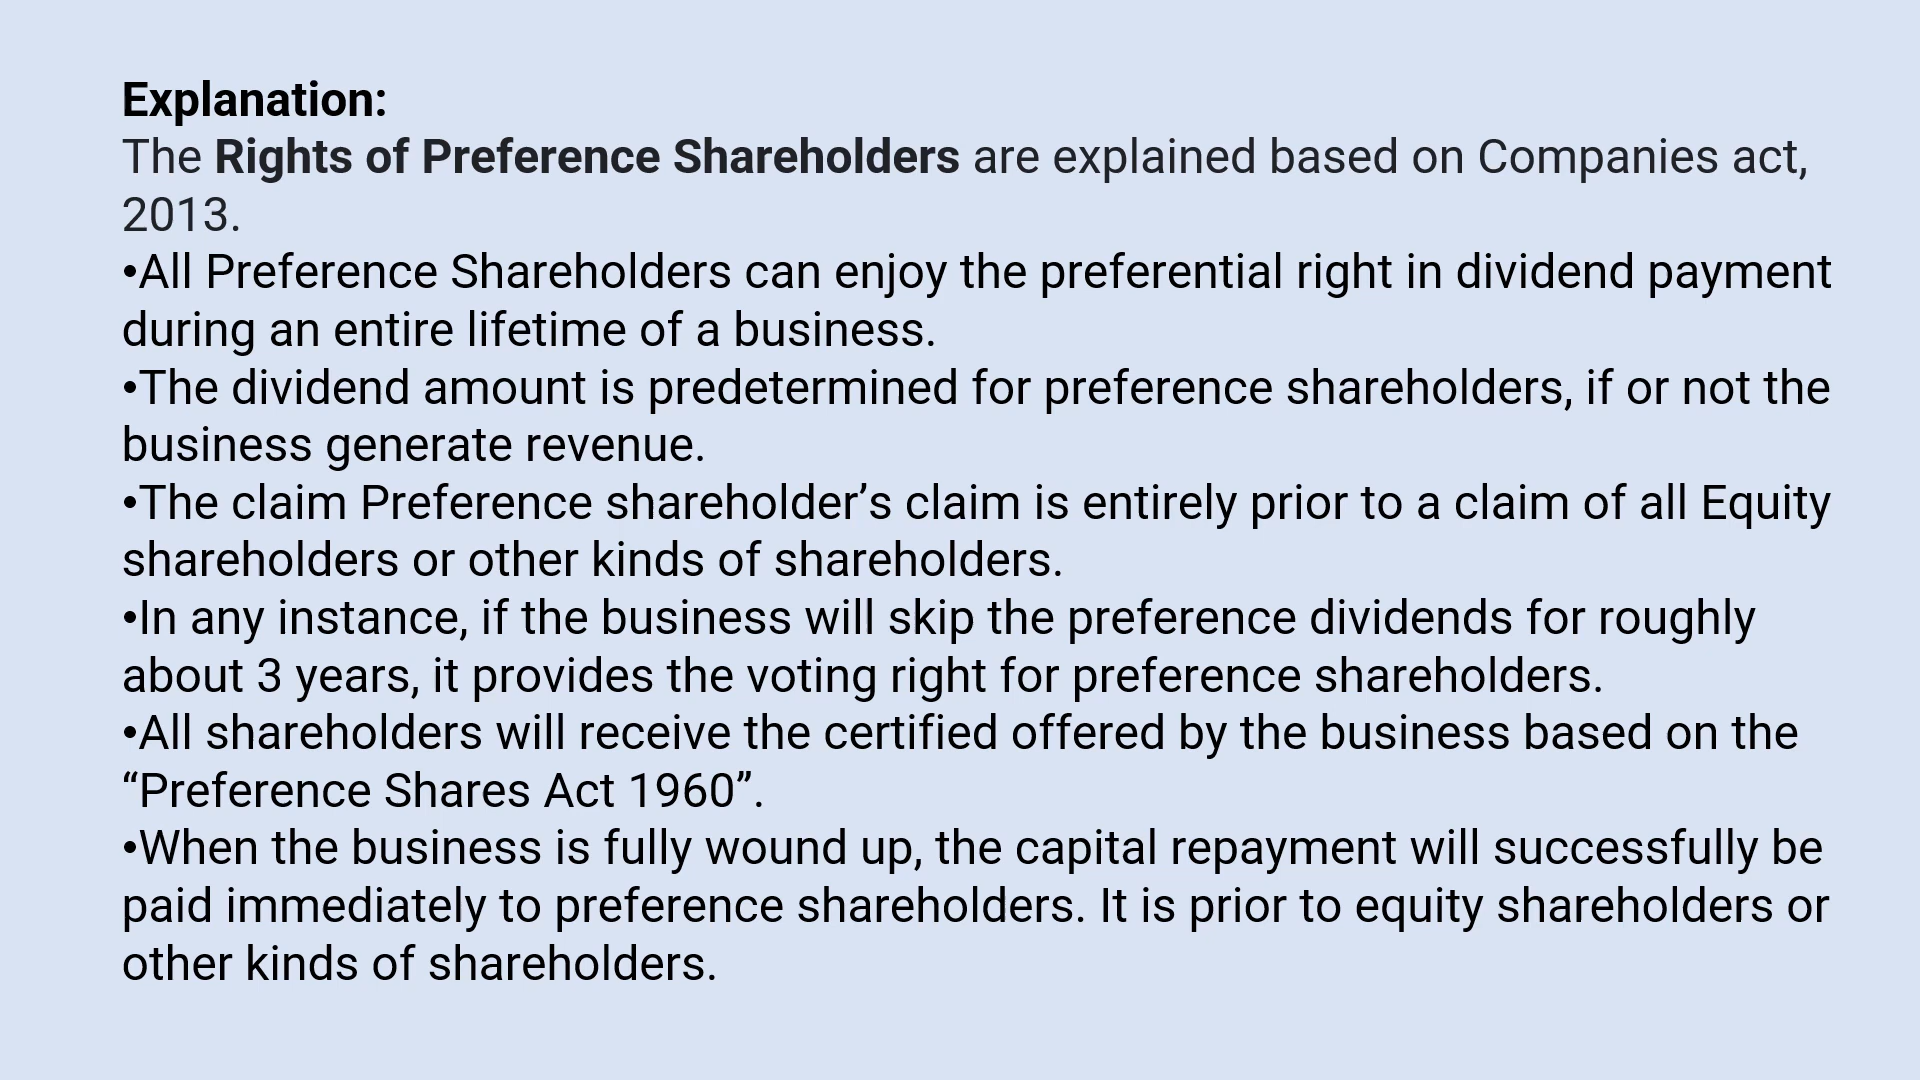 Explanation:
The Rights of Preference Shareholders are explained based on Companies act,
2013.
•All Preference Shareholders can enjoy the preferential right in dividend payment
during an entire lifetime of a business.
•The dividend amount is predetermined for preference shareholders, if or not the
business generate revenue.
•The claim Preference shareholder’s claim is entirely prior to a claim of all Equity
shareholders or other kinds of shareholders.
•In any instance, if the business will skip the preference dividends for roughly
about 3 years, it provides the voting right for preference shareholders.
•All shareholders will receive the certified offered by the business based on the
“Preference Shares Act 1960”.
•When the business is fully wound up, the capital repayment will successfully be
paid immediately to preference shareholders. It is prior to equity shareholders or
other kinds of shareholders.